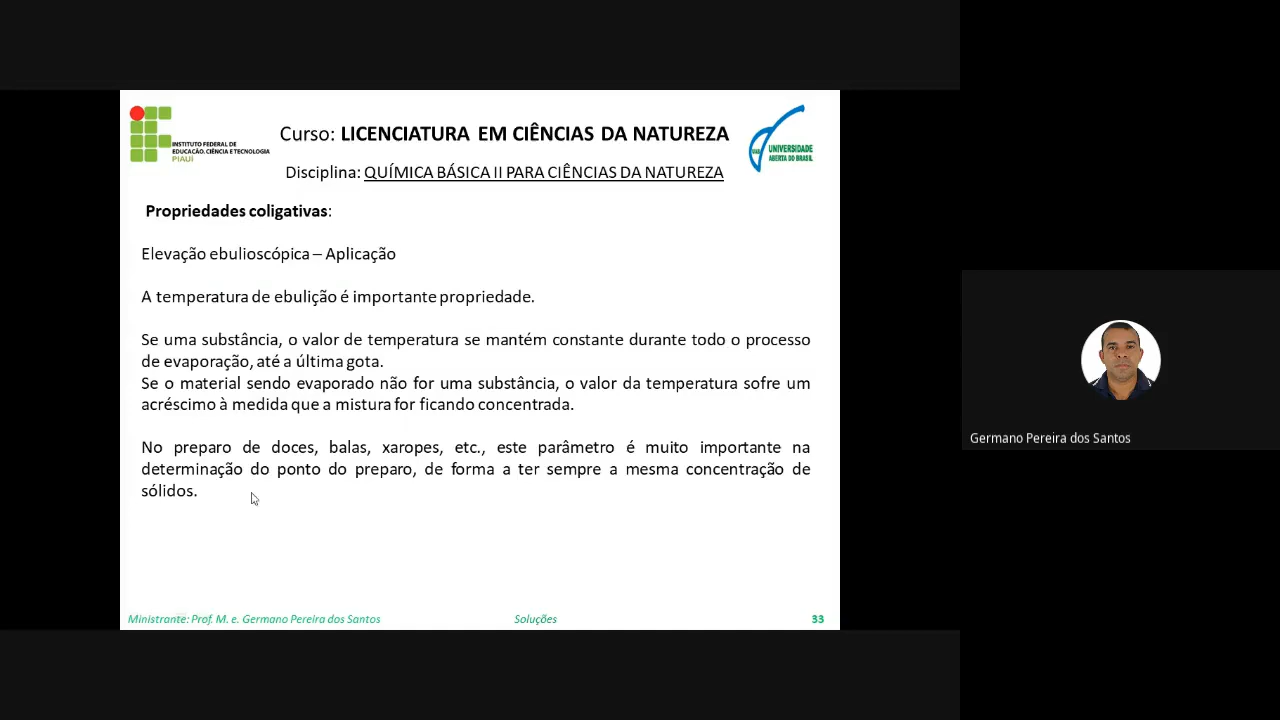 INSTITUTO FEDERAL DE
EDUCAÇÃO, CIÊNCIA E TECNOLOGIA
PIAUÍ
Curso: LICENCIATURA EM CIÊNCIAS DA NATUREZA
UAB
UNIVERSIDADE
ABERTA DO BRASIL
Disciplina: QUÍMICA BÁSICA II PARA CIÊNCIAS DA NATUREZA
Propriedades coligativas:
Elevação ebulioscópica – Aplicação
A temperatura de ebulição é importante propriedade.
Se uma substância, o valor de temperatura se mantém constante durante todo o processo
de evaporação, até a última gota.
Se o material sendo evaporado não for uma substância, o valor da temperatura sofre um
acréscimo à medida que a mistura for ficando concentrada.
No preparo de doces, balas, xaropes, etc., este parâmetro é muito importante na
determinação do ponto do preparo, de forma a ter sempre a mesma concentração de
sólidos.
Germano Pereira dos Santos
Ministrante: Prof. M. e. Germano Pereira dos Santos
Soluções
33